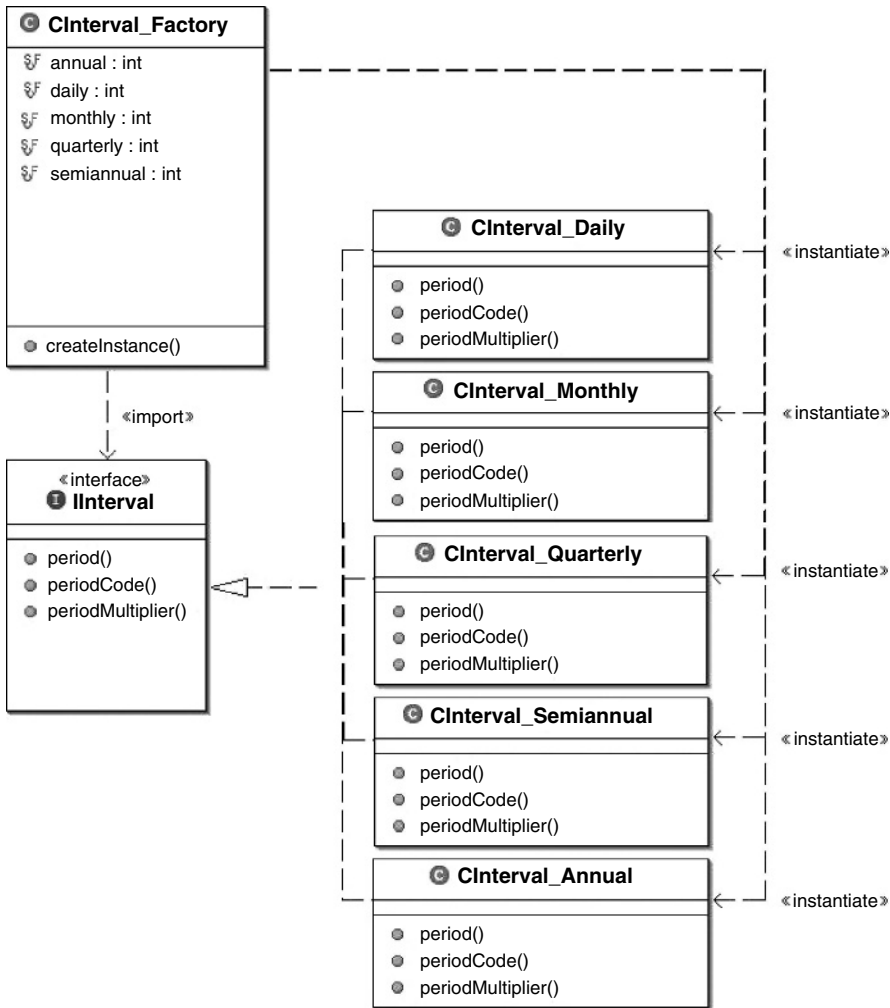 CInterval_Factory
annual : int
daily : int
monthly : int
quarterly : int
semiannual : int
createInstance()
«import»
«interface»
IInterval
period()
periodCode()
periodMultiplier()
CInterval_Daily
period()
periodCode()
periodMultiplier()
«instantiate»
CInterval_Monthly
period()
periodCode()
periodMultiplier()
«instantiate»
CInterval_Quarterly
period()
periodCode()
periodMultiplier()
«instantiate»
CInterval_Semiannual
period()
periodCode()
periodMultiplier()
«instantiate»
CInterval_Annual
period()
periodCode()
periodMultiplier()
«instantiate»